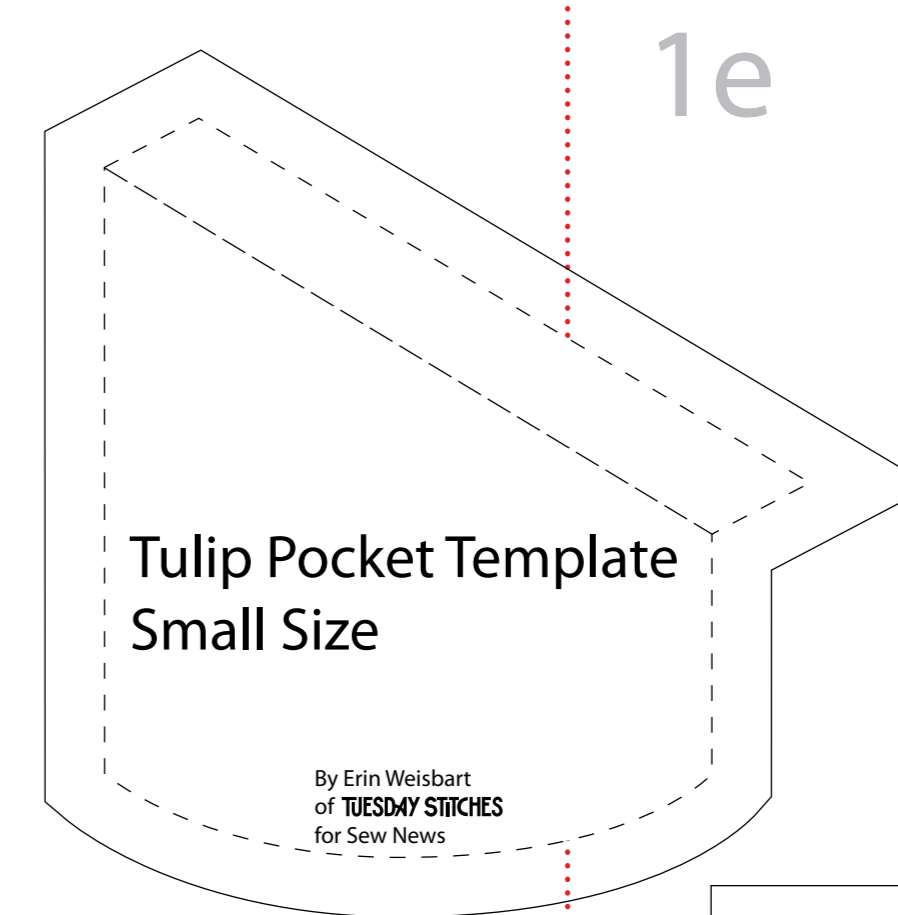 1e
Tulip Pocket Template
Small Size
By Erin Weisbart
of TUESDAY STITCHES
for Sew News